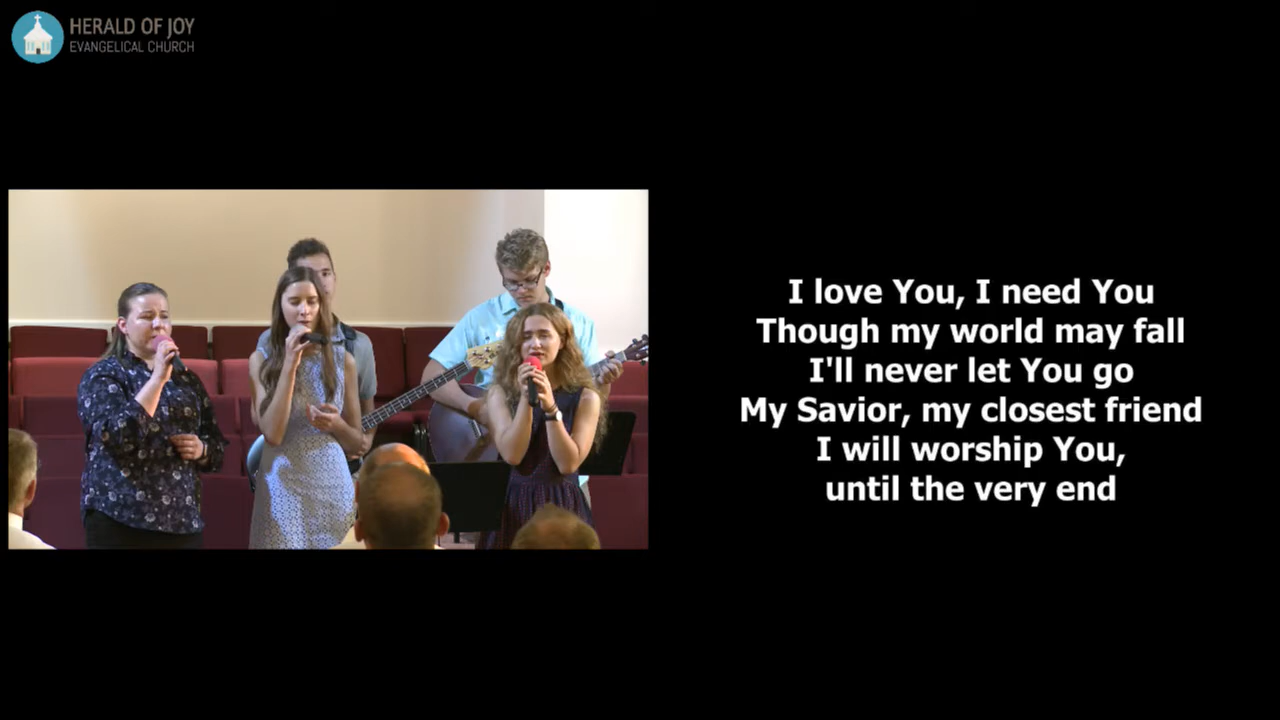 HERALD OF JOY
EVANGELICAL CHURCH
I love You, I need You
Though my world may fall
I'll never let You go
My Savior, my closest friend
I will worship You,
until the very end